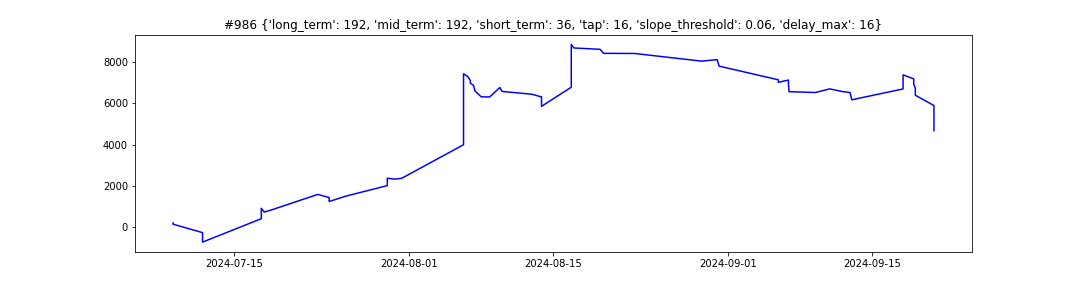 #986 {'long_term': 192, 'mid_term': 192, 'short_term': 36, 'tap': 16, 'slope_threshold': 0.06, 'delay_max': 16}
8000
6000
4000
2000
0
2024-07-15 2024-08-01 2024-08-15 2024-09-01 2024-09-15